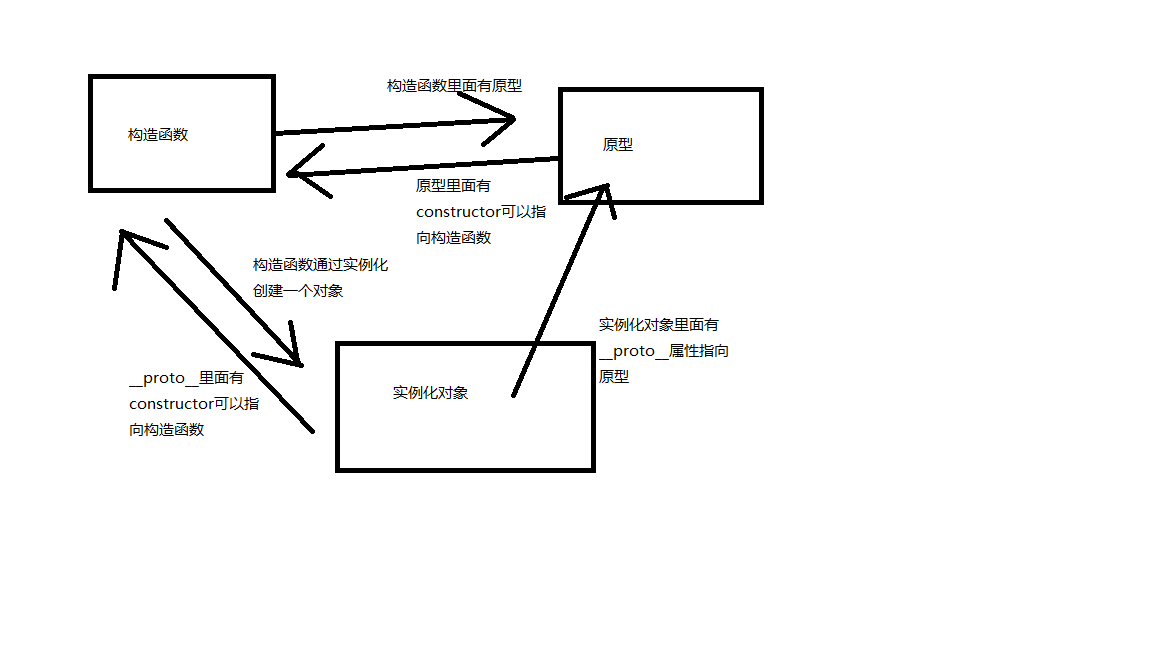 构造函数里面有原型
构造函数
原型
原型里面有
constructor可以指
向构造函数
构造函数通过实例化
创建一个对象
实例化对象里面有
__proto__属性指向
原型
__proto__里面有
constructor可以指
向构造函数
实例化对象